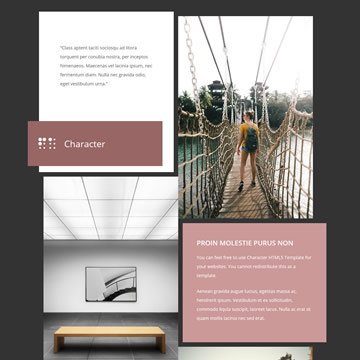 "Class aptent taciti sociosqu ad litora
torquent per conubia nostra, per inceptos
himenaeos. Maecenas vel lacinia ipsum, nec
fermentum diam. Nulla nec gravida odio,
eget vestibulum urna."
Character
PROIN MOLESTIE PURUS NON
You can feel free to use Character HTML5 Template for
your websites. You cannot redistribute this as a
template.
Aenean gravida augue luctus, egestas massa at,
hendrerit ipsum. Vestibulum et ex sollicitudin,
commodo ligula suscipit, laoreet lacus. Nulla ac erat at
quam mollis lacinia nec sed erat.